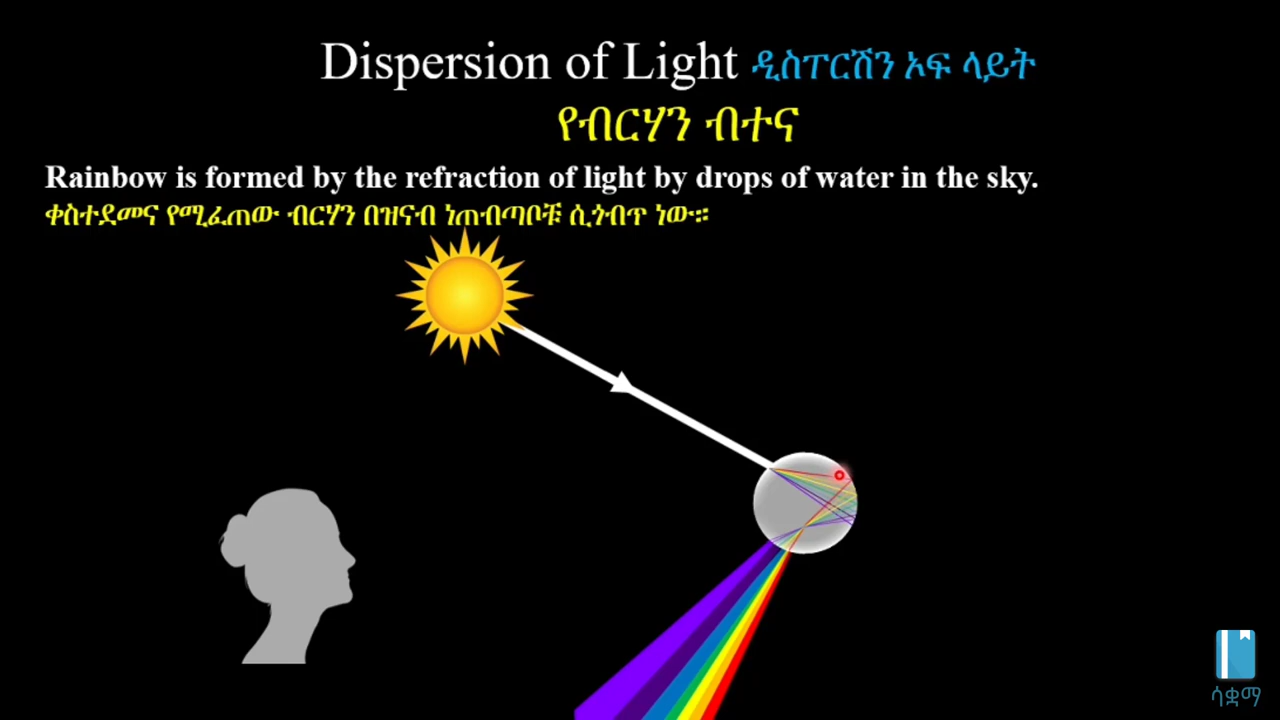 Dispersion of Light ዲስፐርሽን ኦፍ ላይት
የብርሃን ብተና
Rainbow is formed by the refraction of light by drops of water in the sky.
ቀስተደመና የሚፈጠው ብርሃን በዝናብ ነጠብጣቦቹ ሲጎብጥ ነው።
ሳቋማ